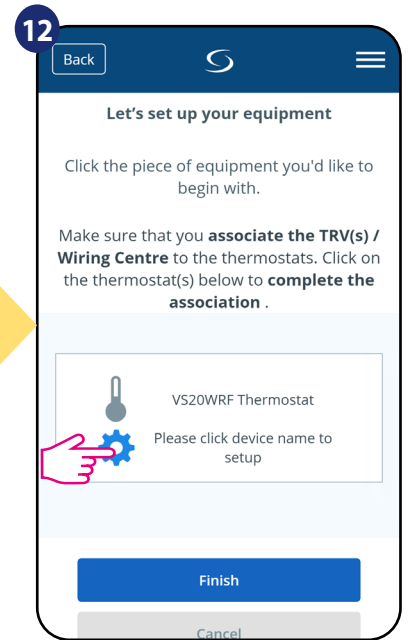 12
Back
Let's set up your equipment
Click the piece of equipment you'd like to
begin with.
Make sure that you associate the TRV(s) /
Wiring Centre to the thermostats. Click on
the thermostat(s) below to complete the
association .
VS20WRF Thermostat
Please click device name to
setup
Finish
Cancel